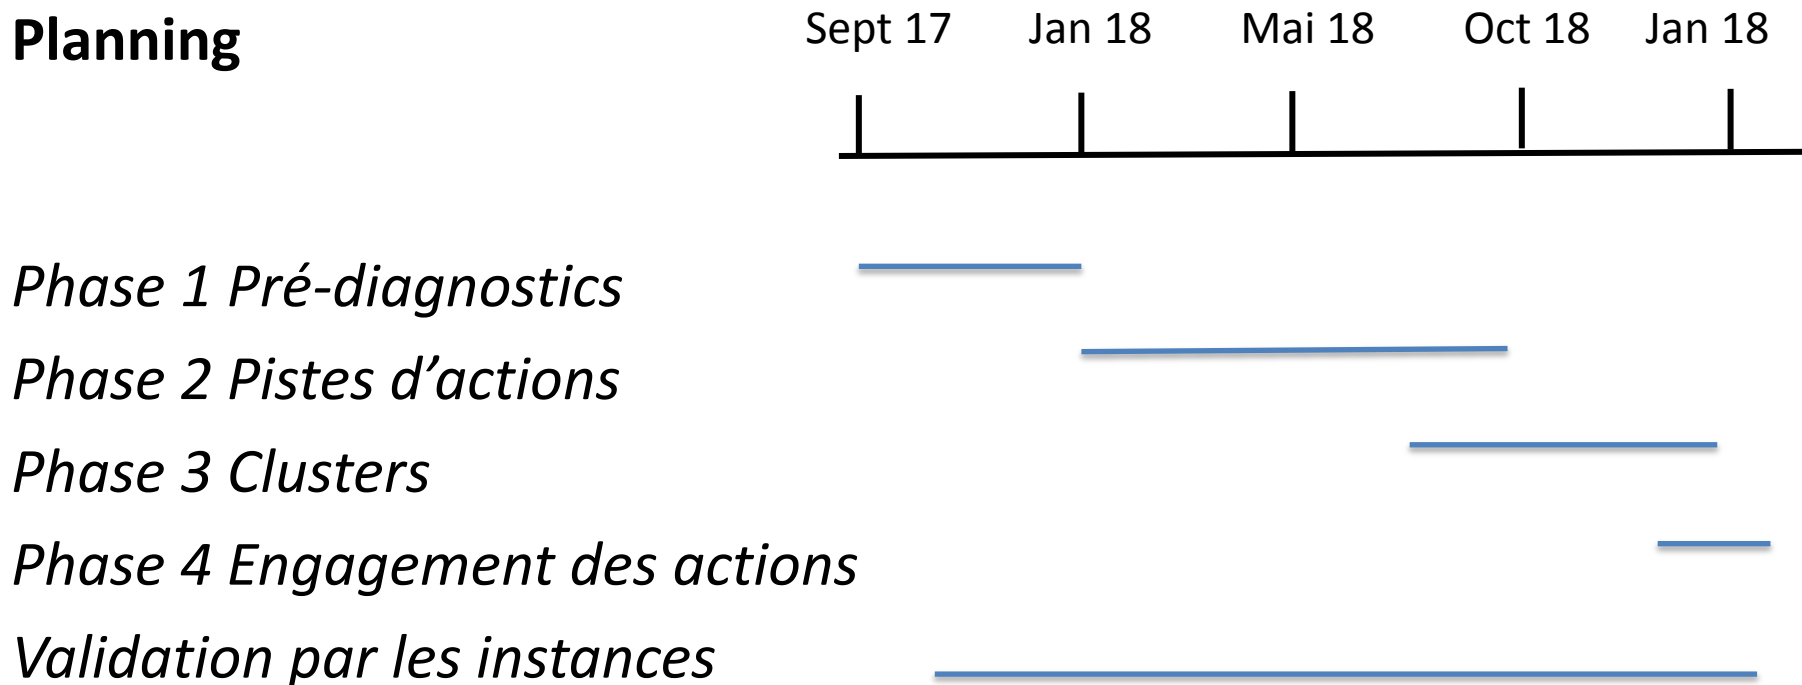 Planning
Sept 17 Jan 18 Mai 18 Oct 18 Jan 18
Phase 1 Pré-diagnostics
Phase 2 Pistes d’actions
Phase 3 Clusters
Phase 4 Engagement des actions
Validation par les instances